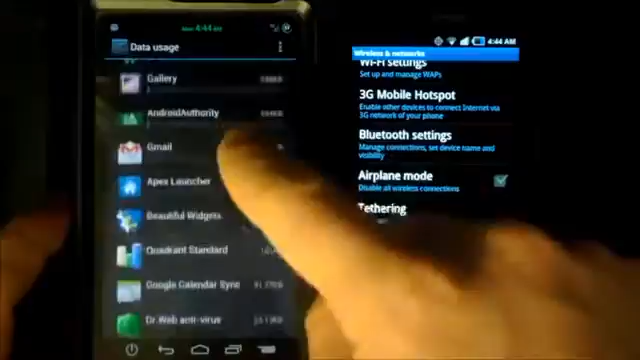 4:44 AM
Data usage
Gallery
AndroidAuthority
Gmail
Apex Launcher
Beautiful Widgets
Quadrant Standard
Google Calendar Sync
Dr.Web anti-virus
4:44 AM
Wireless & networks
Wi-Fi settings
Set up and manage WAPs
3G Mobile Hotspot
Enable other devices to connect Internet via
3G network of your phone
Bluetooth settings
Manage connections, set device name and
visibility
Airplane mode
Disable all wireless connections
Tethering